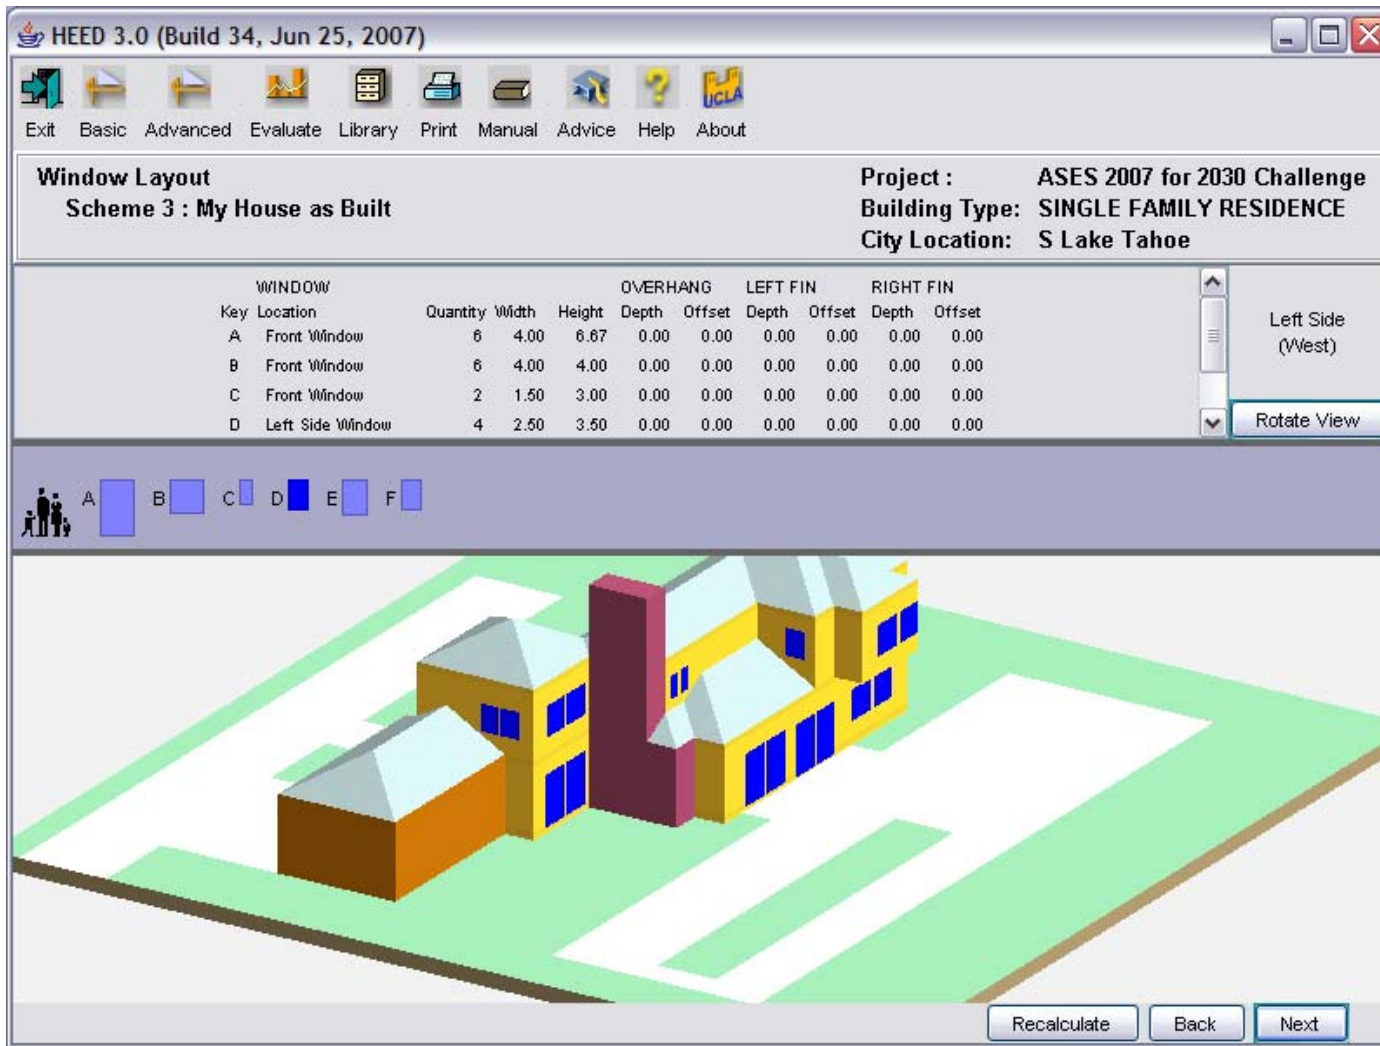 HEED 3.0 (Build 34, Jun 25, 2007)
Exit Basic Advanced Evaluate Library Print Manual Advice Help About
UCLA
Window Layout
Scheme 3 : My House as Built
Project : ASES 2007 for 2030 Challenge
Building Type: SINGLE FAMILY RESIDENCE
City Location: S Lake Tahoe
WINDOW OVERHANG LEFT FIN RIGHT FIN
Key Location Quantity Width Height Depth Offset Depth Offset Depth Offset
A Front Window 6 4.00 6.67 0.00 0.00 0.00 0.00 0.00 0.00
B Front Window 6 4.00 4.00 0.00 0.00 0.00 0.00 0.00 0.00
C Front Window 2 1.50 3.00 0.00 0.00 0.00 0.00 0.00 0.00
D Left Side Window 4 2.50 3.50 0.00 0.00 0.00 0.00 0.00 0.00
Left Side
(West)
Rotate View
A B C D E F
Recalculate Back Next